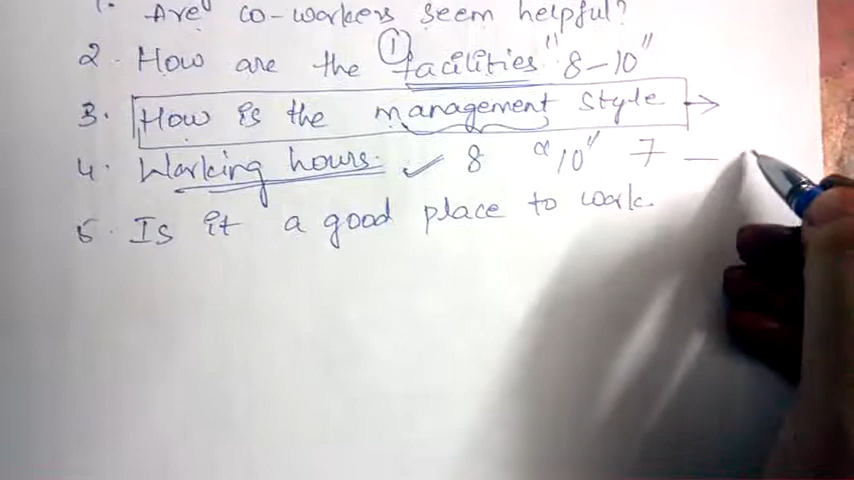 1. Are co-workers seem helpful?
2. How are the ① facilities "8-10"
3. How is the management style →
4. Working hours. ✓ 8 "10" 7 —
5. Is it a good place to work.